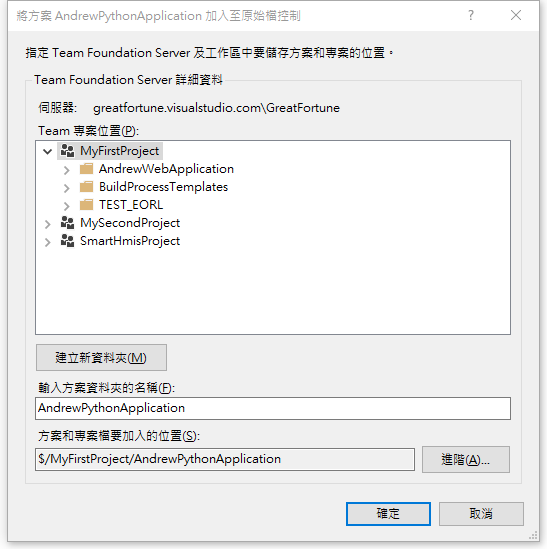 將方案 AndrewPythonApplication 加入至原始檔控制
指定 Team Foundation Server 及工作區中要儲存方案和專案的位置。
Team Foundation Server 詳細資料
伺服器: greatfortune.visualstudio.com\GreatFortune
Team 專案位置(P):
MyFirstProject
AndrewWebApplication
BuildProcessTemplates
TEST_EORL
MySecondProject
SmartHmisProject
建立新資料夾(M)
輸入方案資料夾的名稱(F):
AndrewPythonApplication
方案和專案檔要加入的位置(S):
$/MyFirstProject/AndrewPythonApplication
進階(A)...
確定
取消